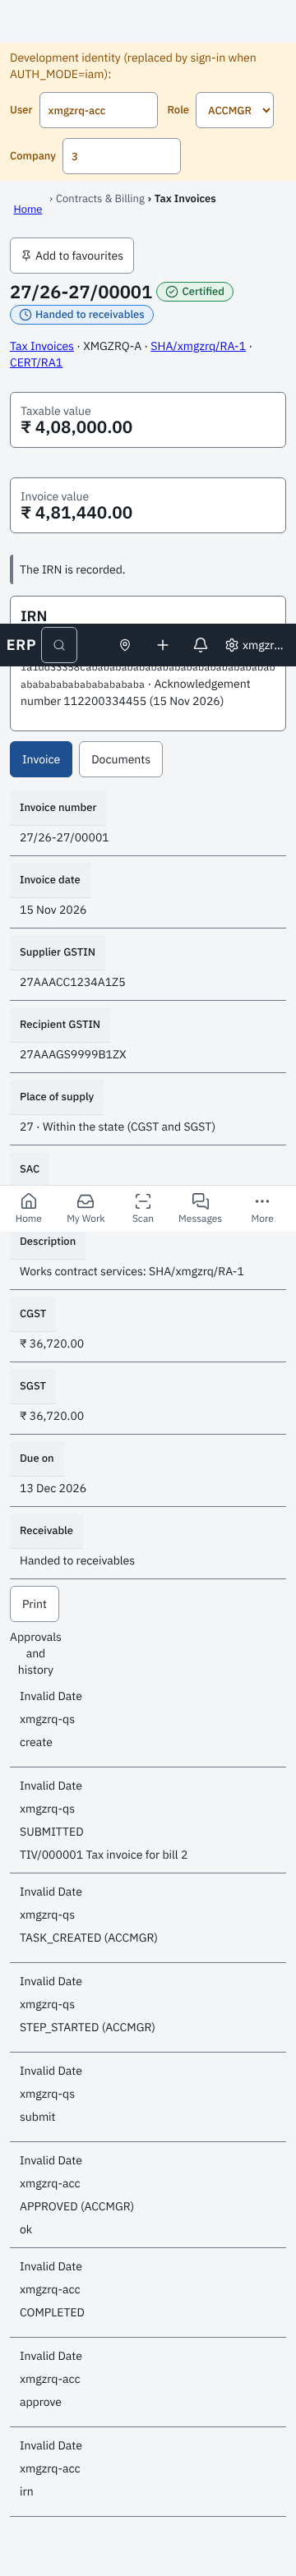 Development identity (replaced by sign-in when
AUTH_MODE=iam):
User xmgzrq-acc Role ACCMGR
Company 3
Home › Contracts & Billing › Tax Invoices
Add to favourites
27/26-27/00001 Certified
Handed to receivables
Tax Invoices · XMGZRQ-A · SHA/xmgzrq/RA-1 ·
CERT/RA1
Taxable value
₹ 4,08,000.00
Invoice value
₹ 4,81,440.00
The IRN is recorded.
IRN
ERP xmgzr...
abababababababababab · Acknowledgement
number 112200334455 (15 Nov 2026)
Invoice Documents
Invoice number
27/26-27/00001
Invoice date
15 Nov 2026
Supplier GSTIN
27AAACC1234A1Z5
Recipient GSTIN
27AAAGS9999B1ZX
Place of supply
27 · Within the state (CGST and SGST)
SAC
Home My Work Scan Messages More
Description
Works contract services: SHA/xmgzrq/RA-1
CGST
₹ 36,720.00
SGST
₹ 36,720.00
Due on
13 Dec 2026
Receivable
Handed to receivables
Print
Approvals
and
history
Invalid Date
xmgzrq-qs
create
Invalid Date
xmgzrq-qs
SUBMITTED
TIV/000001 Tax invoice for bill 2
Invalid Date
xmgzrq-qs
TASK_CREATED (ACCMGR)
Invalid Date
xmgzrq-qs
STEP_STARTED (ACCMGR)
Invalid Date
xmgzrq-qs
submit
Invalid Date
xmgzrq-acc
APPROVED (ACCMGR)
ok
Invalid Date
xmgzrq-acc
COMPLETED
Invalid Date
xmgzrq-acc
approve
Invalid Date
xmgzrq-acc
irn